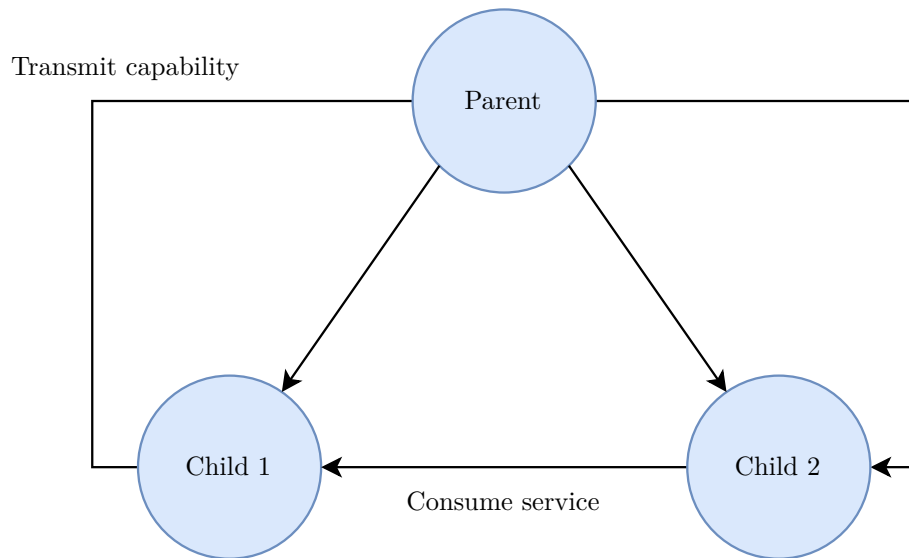 Transmit capability
Parent
Child 1
Child 2
Consume service